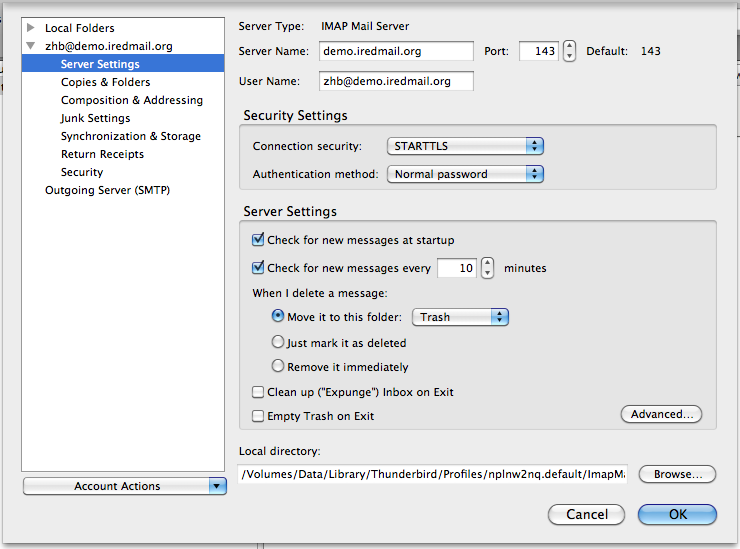 Local Folders
zhb@demo.iredmail.org
Server Settings
Copies & Folders
Composition & Addressing
Junk Settings
Synchronization & Storage
Return Receipts
Security
Outgoing Server (SMTP)
Account Actions
Server Type: IMAP Mail Server
Server Name: demo.iredmail.org Port: 143 Default: 143
User Name: zhb@demo.iredmail.org
Security Settings
Connection security: STARTTLS
Authentication method: Normal password
Server Settings
Check for new messages at startup
Check for new messages every 10 minutes
When I delete a message:
Move it to this folder: Trash
Just mark it as deleted
Remove it immediately
Clean up ("Expunge") Inbox on Exit
Empty Trash on Exit
Advanced...
Local directory:
/Volumes/Data/Library/Thunderbird/Profiles/nplnw2nq.default/ImapMa Browse...
Cancel OK